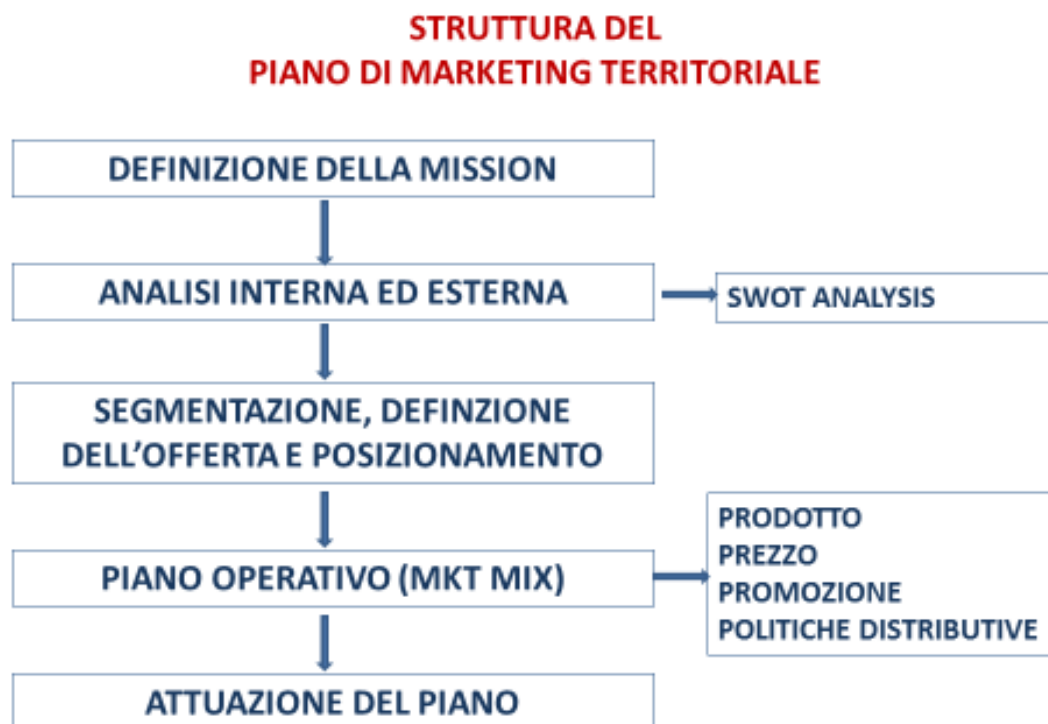 STRUTTURA DEL
PIANO DI MARKETING TERRITORIALE
DEFINIZIONE DELLA MISSION
ANALISI INTERNA ED ESTERNA
SWOT ANALYSIS
SEGMENTAZIONE, DEFINZIONE
DELL'OFFERTA E POSIZIONAMENTO
PIANO OPERATIVO (MKT MIX)
PRODOTTO
PREZZO
PROMOZIONE
POLITICHE DISTRIBUTIVE
ATTUAZIONE DEL PIANO